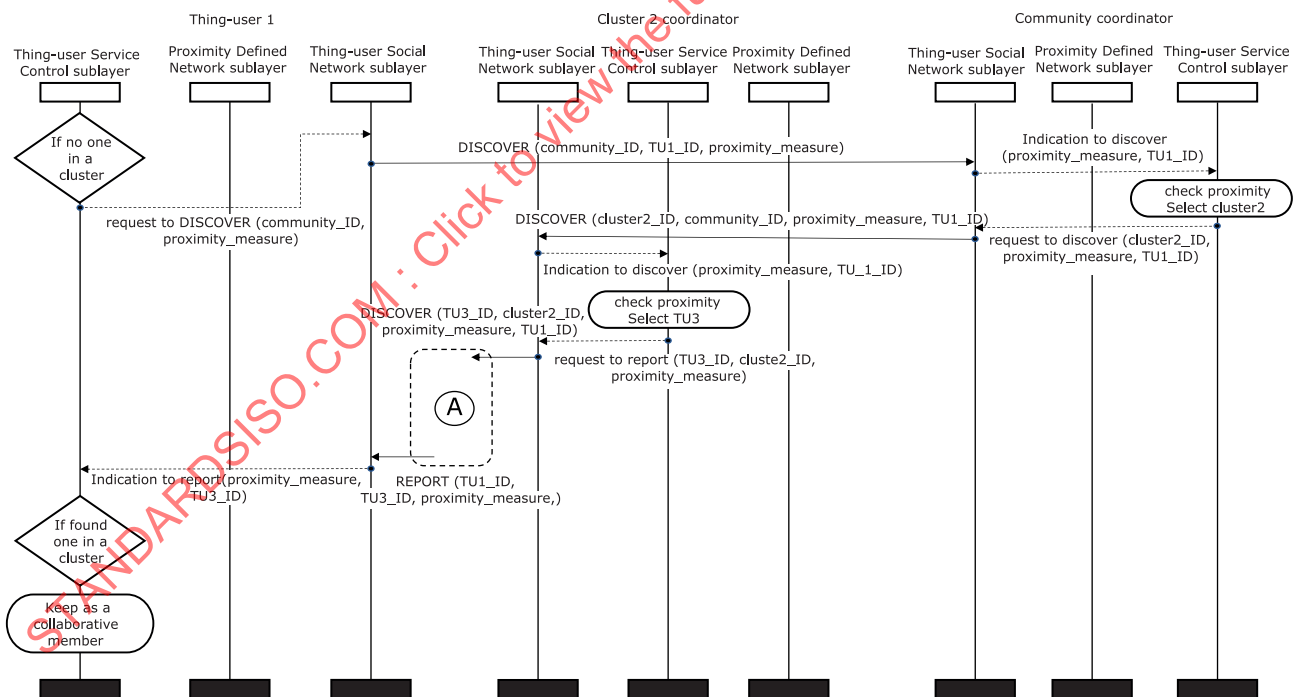 Thing-user 1
Cluster 2 coordinator
Community coordinator
Thing-user Service
Control sublayer
Proximity Defined
Network sublayer
Thing-user Social
Network sublayer
Thing-user Social
Network sublayer
Thing-user Service
Control sublayer
Proximity Defined
Network sublayer
Thing-user Social
Network sublayer
Proximity Defined
Network sublayer
Thing-user Service
Control sublayer
If no one
in a
cluster
DISCOVER (community_ID, TU1_ID, proximity_measure)
Indication to discover
(proximity_measure, TU1_ID)
check proximity
Select cluster2
request to DISCOVER (community_ID,
proximity_measure)
DISCOVER (cluster2_ID, community_ID, proximity_measure, TU1_ID)
request to discover (cluster2_ID,
proximity_measure, TU1_ID)
Indication to discover (proximity_measure, TU_1_ID)
check proximity
Select TU3
DISCOVER (TU3_ID, cluster2_ID,
proximity_measure, TU1_ID)
request to report (TU3_ID, cluste2_ID,
proximity_measure)
A
Indication to report(proximity_measure,
TU3_ID)
REPORT (TU1_ID,
TU3_ID, proximity_measure,)
If found
one in a
cluster
Keep as a
collaborative
member
STANDARDSISO.COM : Click to view the fu